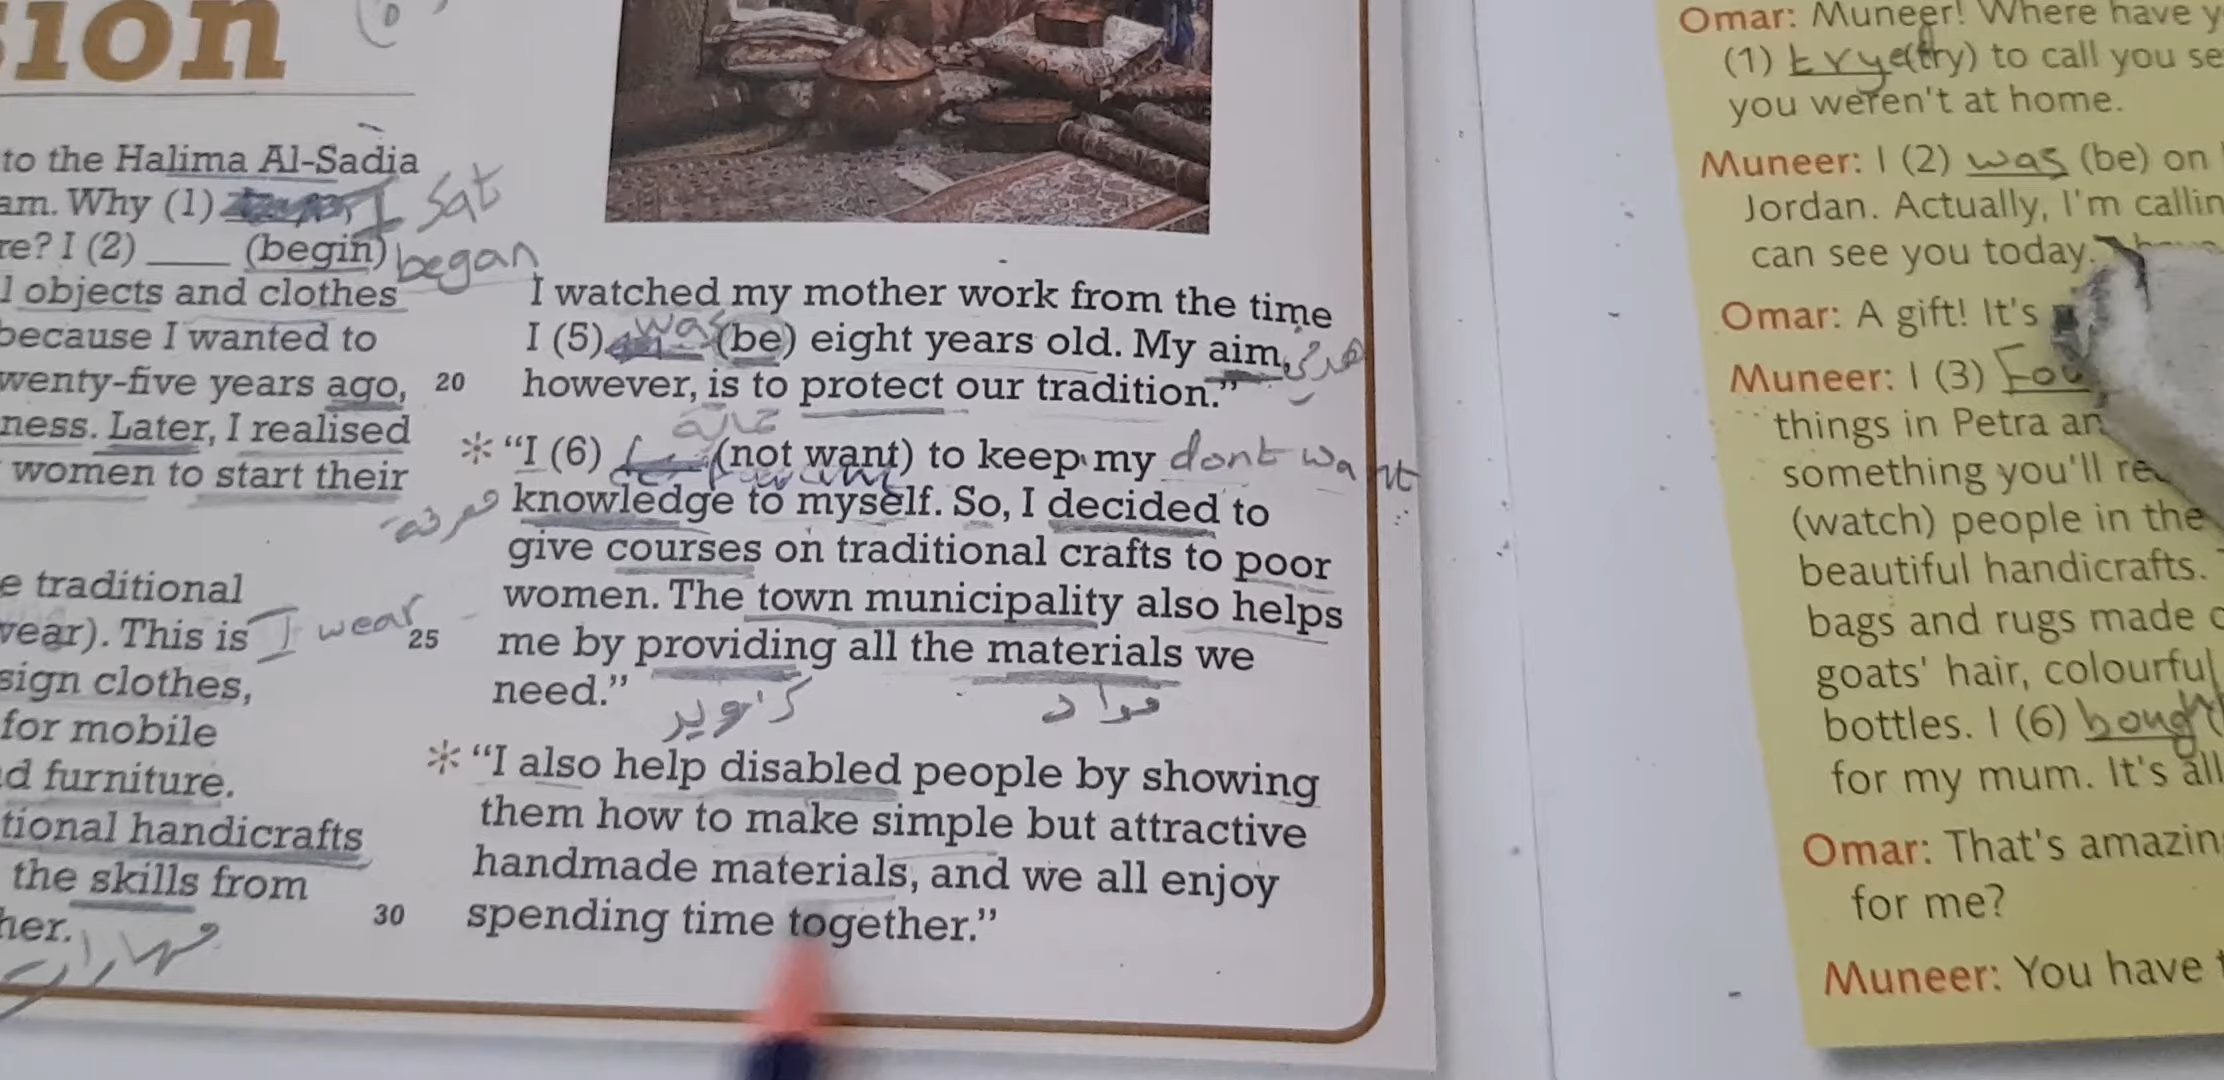 sion
to the Halima Al-Sadia
am. Why (1) I sat
re? I (2) ____ (begin) began
l objects and clothes
because I wanted to
wenty-five years ago,
ness. Later, I realised
women to start their
e traditional
wear). This is I wear
sign clothes,
for mobile
d furniture.
tional handicrafts
the skills from
her.
مهارات
I watched my mother work from the time
I (5) was (be) eight years old. My aim,
20 however, is to protect our tradition.”
* “I (6) (not want) to keep my dont want
knowledge to myself. So, I decided to
معرفة
give courses on traditional crafts to poor
women. The town municipality also helps
25 me by providing all the materials we
need.”
مواد
* “I also help disabled people by showing
them how to make simple but attractive
handmade materials, and we all enjoy
30 spending time together.”
Omar: Muneer! Where have y
(1) trye (try) to call you se
you weren't at home.
Muneer: I (2) was (be) on
Jordan. Actually, I'm callin
can see you today.
Omar: A gift! It's
Muneer: I (3) Fou
things in Petra an
something you'll re
(watch) people in the
beautiful handicrafts.
bags and rugs made o
goats' hair, colourful
bottles. I (6) bought
for my mum. It's all
Omar: That's amazin
for me?
Muneer: You have t